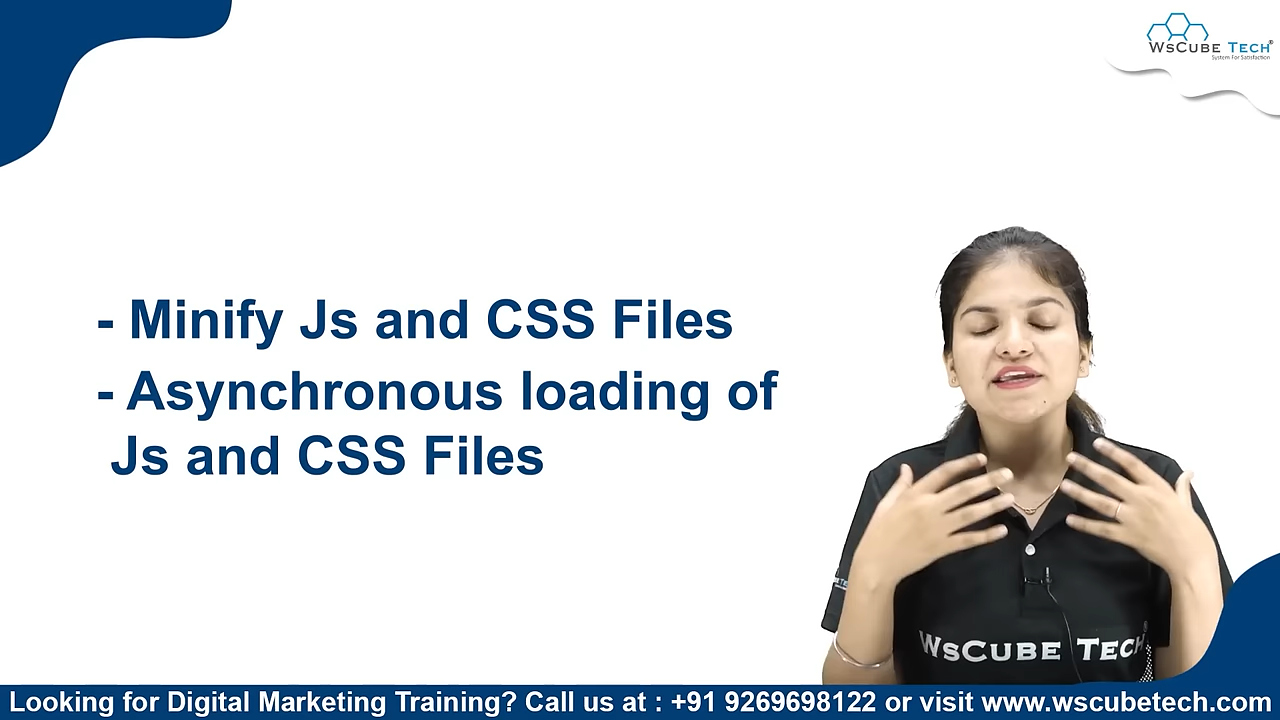 WsCube Tech®
System For Satisfaction
- Minify Js and CSS Files
- Asynchronous loading of
Js and CSS Files
WsCube Tech®
Looking for Digital Marketing Training? Call us at : +91 9269698122 or visit www.wscubetech.com